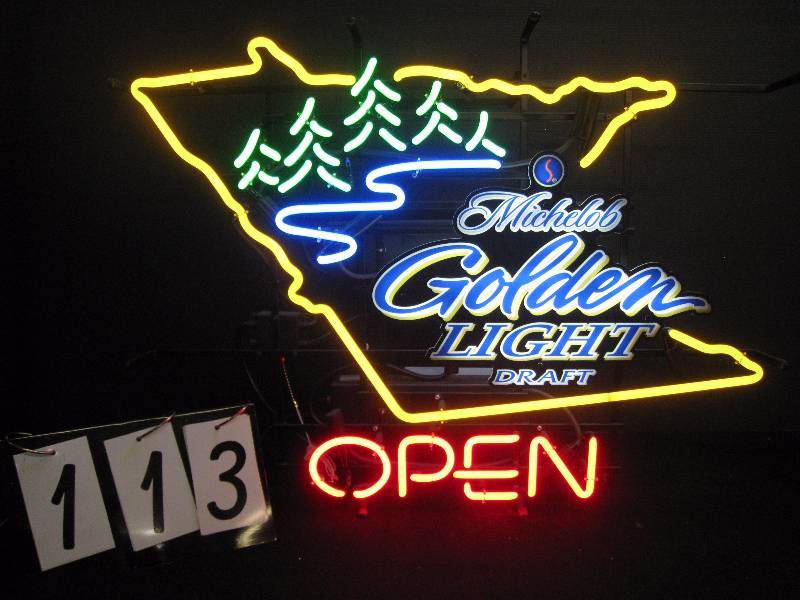 Michelob
Golden
LIGHT
DRAFT
OPEN
113